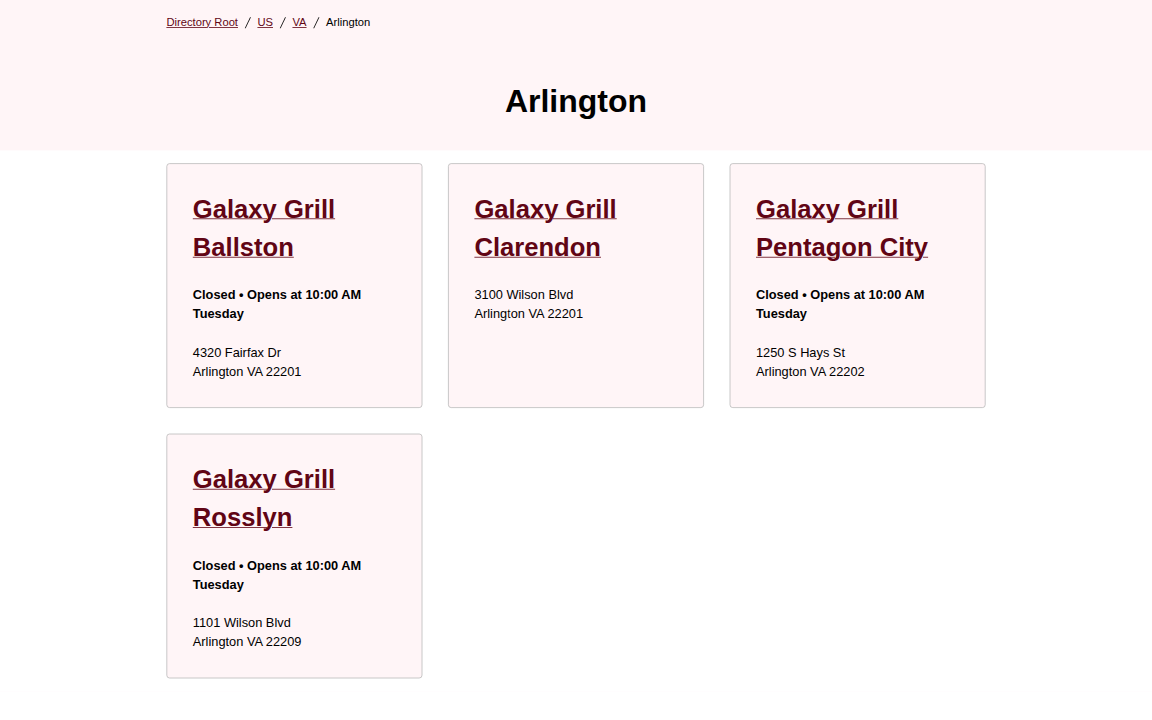 Directory Root / US / VA / Arlington
Arlington
Galaxy Grill
Ballston
Closed • Opens at 10:00 AM
Tuesday
4320 Fairfax Dr
Arlington VA 22201
Galaxy Grill
Clarendon
3100 Wilson Blvd
Arlington VA 22201
Galaxy Grill
Pentagon City
Closed • Opens at 10:00 AM
Tuesday
1250 S Hays St
Arlington VA 22202
Galaxy Grill
Rosslyn
Closed • Opens at 10:00 AM
Tuesday
1101 Wilson Blvd
Arlington VA 22209